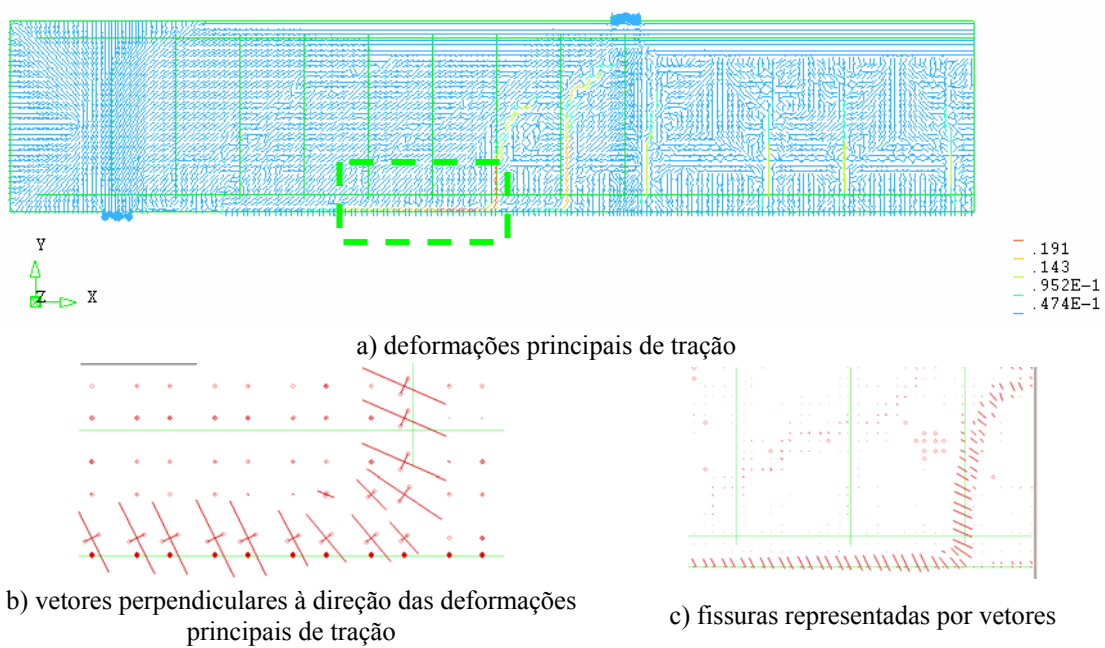 Y
Z
X
.191
.143
.952E-1
.474E-1
a) deformações principais de tração
b) vetores perpendiculares à direção das deformações
principais de tração
c) fissuras representadas por vetores